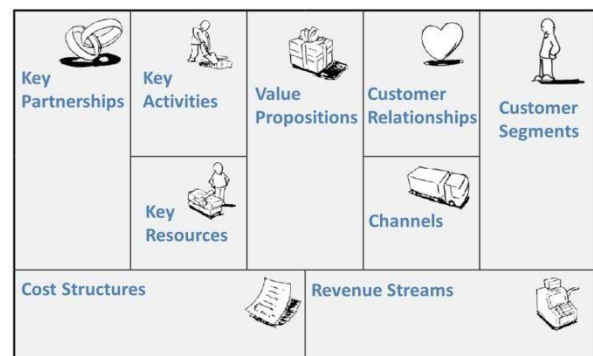 Key
Partnerships
Key
Activities
Key
Resources
Value
Propositions
Customer
Relationships
Channels
Customer
Segments
Cost Structures
Revenue Streams